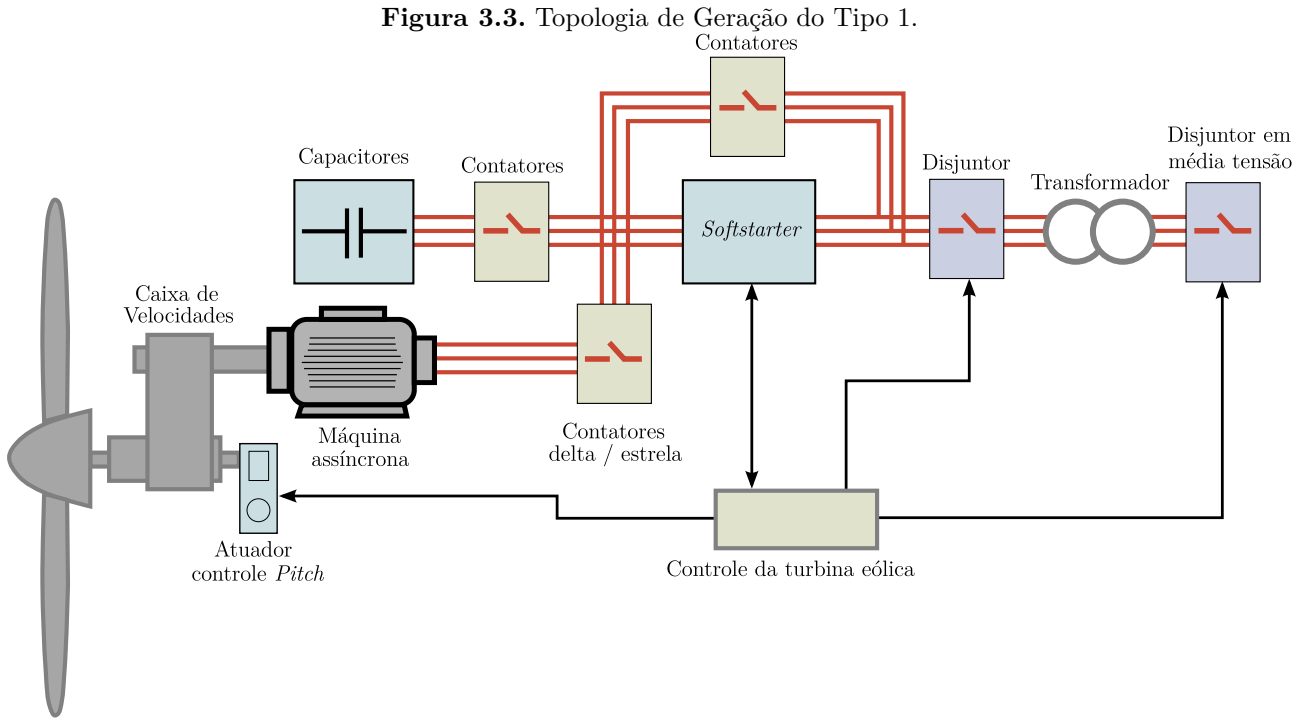 Figura 3.3. Topologia de Geração do Tipo 1.
Contatores
Disjuntor em
média tensão
Capacitores
Contatores
Disjuntor
Transformador
Softstarter
Caixa de
Velocidades
Máquina
assíncrona
Contatores
delta / estrela
Atuador
controle Pitch
Controle da turbina eólica